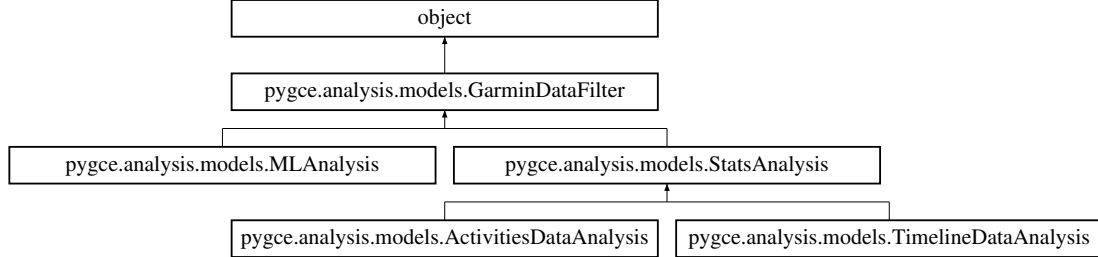 object
pygce.analysis.models.GarminDataFilter
pygce.analysis.models.MLAnalysis
pygce.analysis.models.StatsAnalysis
pygce.analysis.models.ActivitiesDataAnalysis
pygce.analysis.models.TimelineDataAnalysis